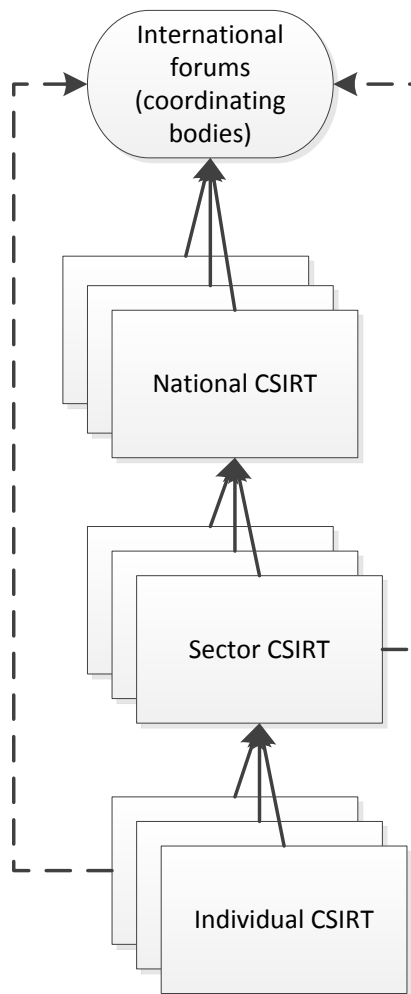 International
forums
(coordinating
bodies)
National CSIRT
Sector CSIRT
Individual CSIRT